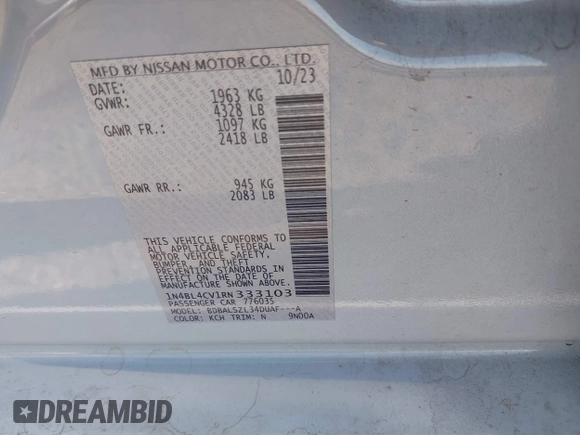 MFD BY NISSAN MOTOR CO., LTD.
DATE: 10/23
GVWR: 1963 KG
4328 LB
GAWR FR.: 1097 KG
2418 LB
GAWR RR.: 945 KG
2083 LB
THIS VEHICLE CONFORMS TO
ALL APPLICABLE FEDERAL
MOTOR VEHICLE SAFETY,
BUMPER, AND THEFT
PREVENTION STANDARDS IN
EFFECT ON THE DATE OF
MANUFACTURE SHOWN ABOVE.
1N4BL4CV1RN333103
PASSENGER CAR 776035
BDBALSZL34DUAF---A
COLOR: KCH TRIM: N 9N00A
DREAMBID